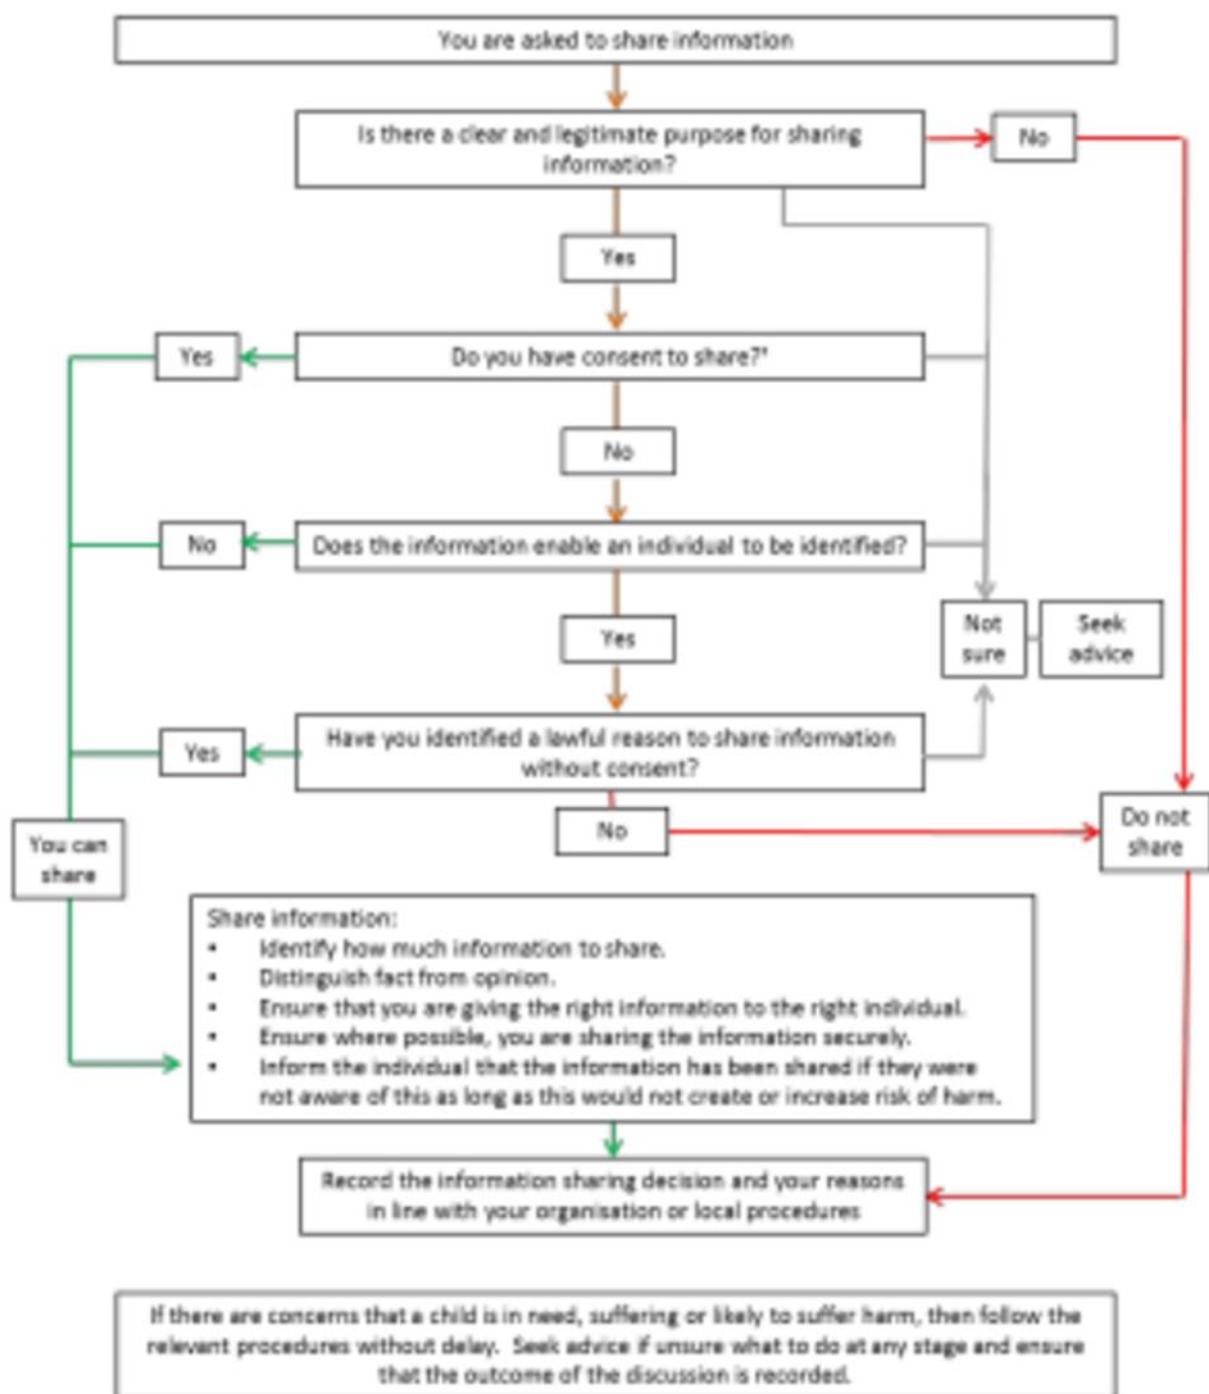 You are asked to share information
Is there a clear and legitimate purpose for sharing
information?
No
Yes
Yes
Do you have consent to share?*
No
No
Does the information enable an individual to be identified?
Yes
Not
sure
Seek
advice
Yes
Have you identified a lawful reason to share information
without consent?
No
Do not
share
You can
share
Share information:
▪ Identify how much information to share.
▪ Distinguish fact from opinion.
▪ Ensure that you are giving the right information to the right individual.
▪ Ensure where possible, you are sharing the information securely.
▪ Inform the individual that the information has been shared if they were
not aware of this as long as this would not create or increase risk of harm.
Record the information sharing decision and your reasons
in line with your organisation or local procedures
If there are concerns that a child is in need, suffering or likely to suffer harm, then follow the
relevant procedures without delay. Seek advice if unsure what to do at any stage and ensure
that the outcome of the discussion is recorded.